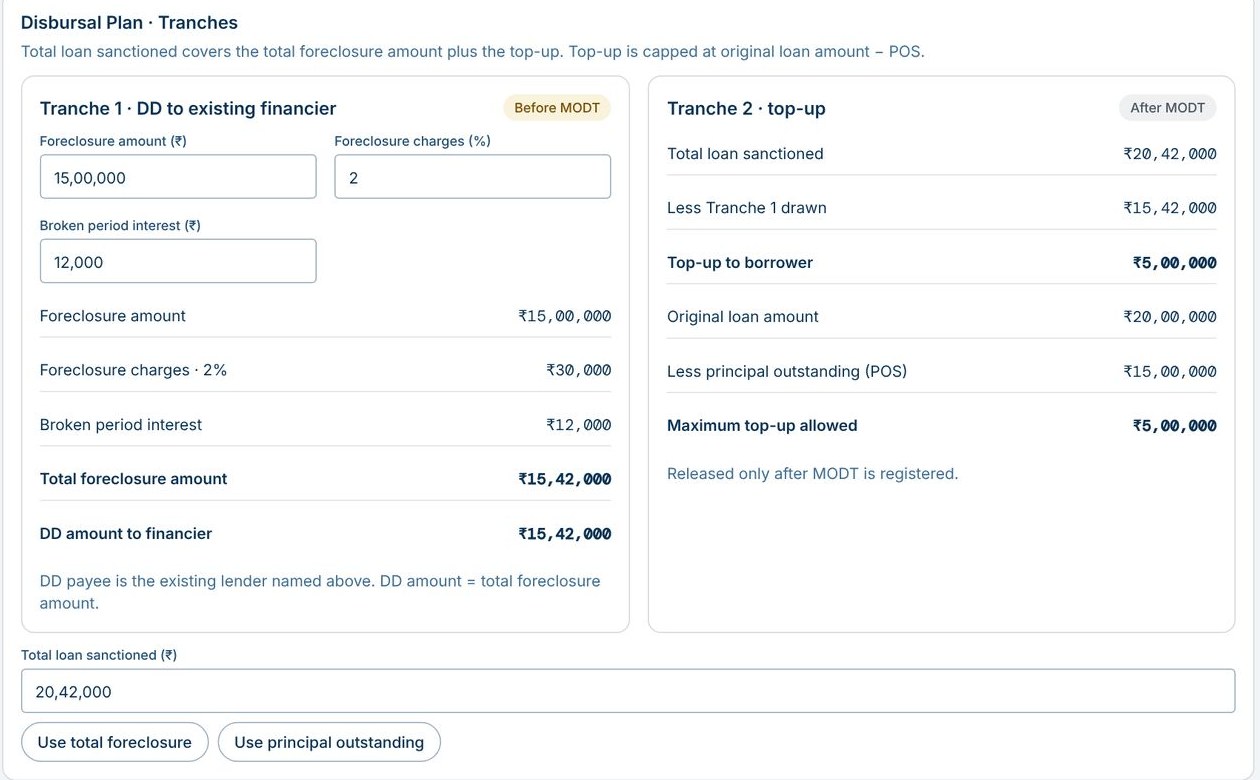 Disbursal Plan · Tranches
Total loan sanctioned covers the total foreclosure amount plus the top-up. Top-up is capped at original loan amount − POS.
Tranche 1 · DD to existing financier
Before MODT
Foreclosure amount (₹)
Foreclosure charges (%)
15,00,000
2
Broken period interest (₹)
12,000
Foreclosure amount ₹15,00,000
Foreclosure charges · 2% ₹30,000
Broken period interest ₹12,000
Total foreclosure amount ₹15,42,000
DD amount to financier ₹15,42,000
DD payee is the existing lender named above. DD amount = total foreclosure
amount.
Tranche 2 · top-up
After MODT
Total loan sanctioned ₹20,42,000
Less Tranche 1 drawn ₹15,42,000
Top-up to borrower ₹5,00,000
Original loan amount ₹20,00,000
Less principal outstanding (POS) ₹15,00,000
Maximum top-up allowed ₹5,00,000
Released only after MODT is registered.
Total loan sanctioned (₹)
20,42,000
Use total foreclosure
Use principal outstanding